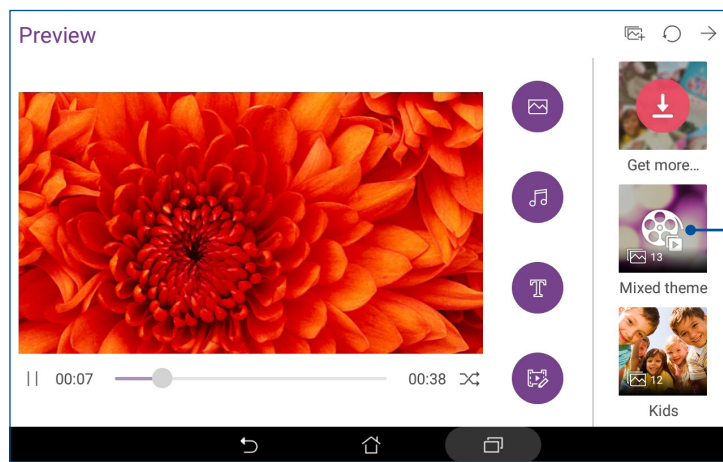 Preview
Get more...
13
Mixed theme
12
Kids
00:07
00:38